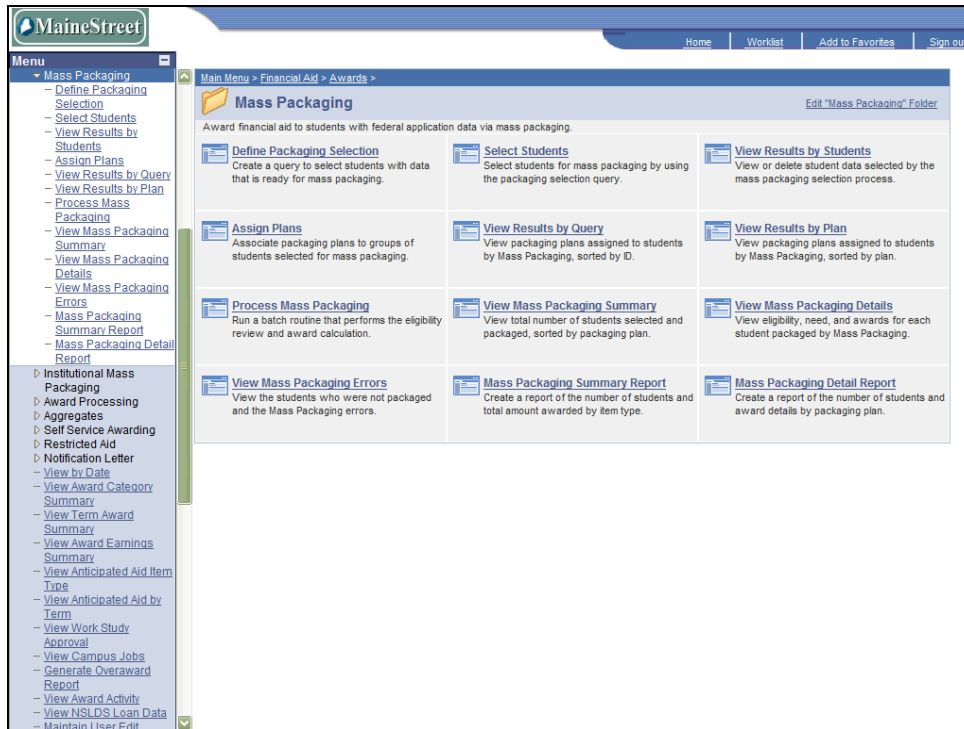 MaineStreet
Home
Worklist
Add to Favorites
Sign ou
Menu
Mass Packaging
– Define Packaging
Selection
– Select Students
– View Results by
Students
– Assign Plans
– View Results by Query
– View Results by Plan
– Process Mass
Packaging
– View Mass Packaging
Summary
– View Mass Packaging
Details
– View Mass Packaging
Errors
– Mass Packaging
Summary Report
– Mass Packaging Detail
Report
Institutional Mass
Packaging
Award Processing
Aggregates
Self Service Awarding
Restricted Aid
Notification Letter
– View by Date
– View Award Category
Summary
– View Term Award
Summary
– View Award Earnings
Summary
– View Anticipated Aid Item
Type
– View Anticipated Aid by
Term
– View Work Study
Approval
– View Campus Jobs
– Generate Overaward
Report
– View Award Activity
– View NSLDS Loan Data
– Maintain User Edit
Main Menu > Financial Aid > Awards >
Mass Packaging
Edit "Mass Packaging" Folder
Award financial aid to students with federal application data via mass packaging.
Define Packaging Selection
Create a query to select students with data
that is ready for mass packaging.
Select Students
Select students for mass packaging by using
the packaging selection query.
View Results by Students
View or delete student data selected by the
mass packaging selection process.
Assign Plans
Associate packaging plans to groups of
students selected for mass packaging.
View Results by Query
View packaging plans assigned to students
by Mass Packaging, sorted by ID.
View Results by Plan
View packaging plans assigned to students
by Mass Packaging, sorted by plan.
Process Mass Packaging
Run a batch routine that performs the eligibility
review and award calculation.
View Mass Packaging Summary
View total number of students selected and
packaged, sorted by packaging plan.
View Mass Packaging Details
View eligibility, need, and awards for each
student packaged by Mass Packaging.
View Mass Packaging Errors
View the students who were not packaged
and the Mass Packaging errors.
Mass Packaging Summary Report
Create a report of the number of students and
total amount awarded by item type.
Mass Packaging Detail Report
Create a report of the number of students and
award details by packaging plan.